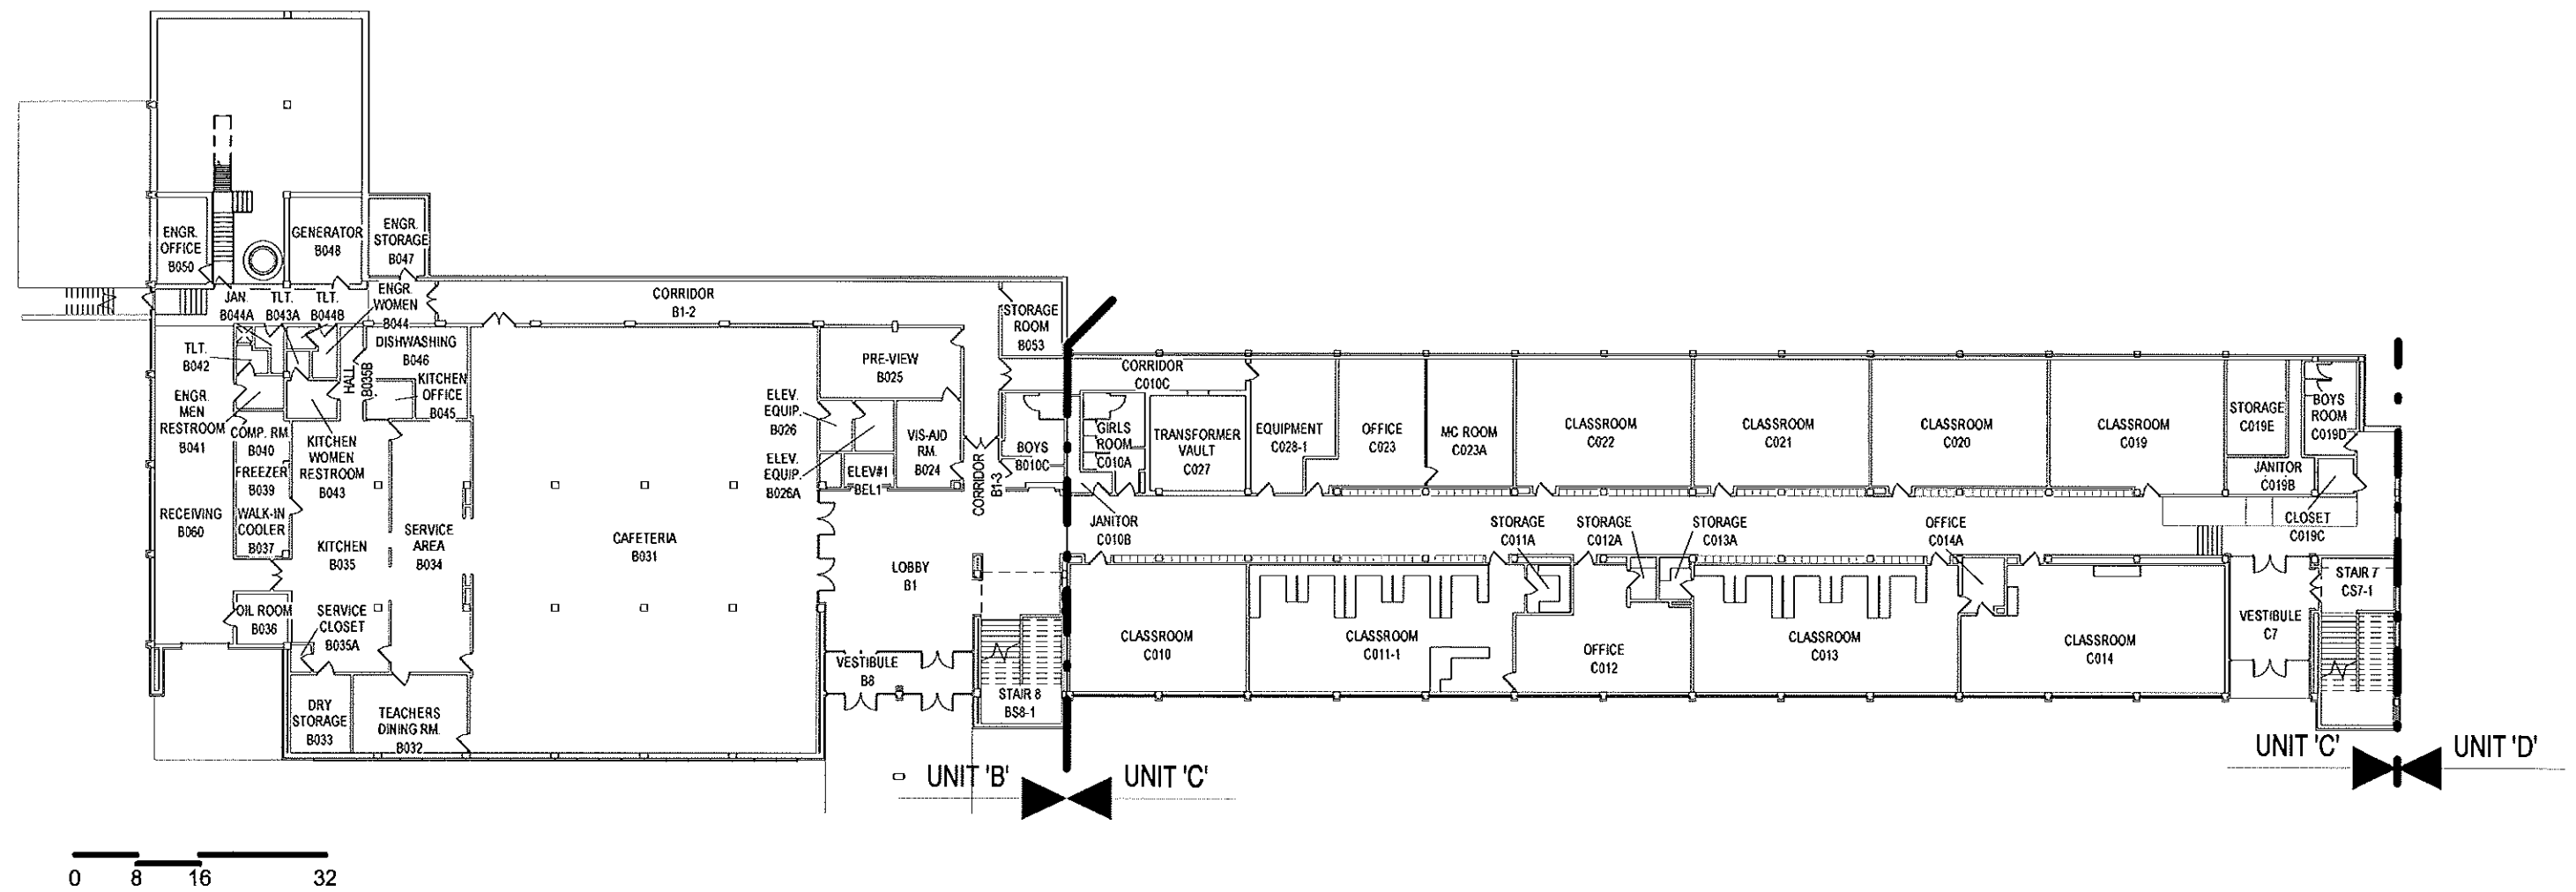 ENGR.
OFFICE
B050
GENERATOR
B048
ENGR.
STORAGE
B047
JAN.
B044A
TLT.
B043A
TLT.
B044B
ENGR.
WOMEN
B044
CORRIDOR
B1-2
STORAGE
ROOM
B053
TLT.
B042
DISHWASHING
B046
HALL
B035B
KITCHEN
OFFICE
B045
PRE-VIEW
B025
ENGR.
MEN
RESTROOM
B041
COMP. RM.
B040
FREEZER
B039
WALK-IN
COOLER
B037
KITCHEN
WOMEN
RESTROOM
B043
ELEV.
EQUIP.
B026
ELEV.
EQUIP.
B026A
ELEV#1
BEL1
VIS-AID
RM.
B024
CORRIDOR
B1-3
BOYS
B010C
RECEIVING
B060
KITCHEN
B035
SERVICE
AREA
B034
CAFETERIA
B031
LOBBY
B1
OIL ROOM
B036
SERVICE
CLOSET
B035A
DRY
STORAGE
B033
TEACHERS
DINING RM.
B032
VESTIBULE
B8
STAIR 8
BS8-1
CORRIDOR
C010C
GIRLS
ROOM
C010A
TRANSFORMER
VAULT
C027
EQUIPMENT
C028-1
OFFICE
C023
MC ROOM
C023A
CLASSROOM
C022
CLASSROOM
C021
CLASSROOM
C020
CLASSROOM
C019
STORAGE
C019E
BOYS
ROOM
C019D
JANITOR
C019B
CLOSET
C019C
JANITOR
C010B
STORAGE
C011A
STORAGE
C012A
STORAGE
C013A
OFFICE
C014A
CLASSROOM
C010
CLASSROOM
C011-1
OFFICE
C012
CLASSROOM
C013
CLASSROOM
C014
VESTIBULE
C7
STAIR 7
CS7-1
UNIT 'B'
UNIT 'C'
UNIT 'C'
UNIT 'D'
0 8 16 32